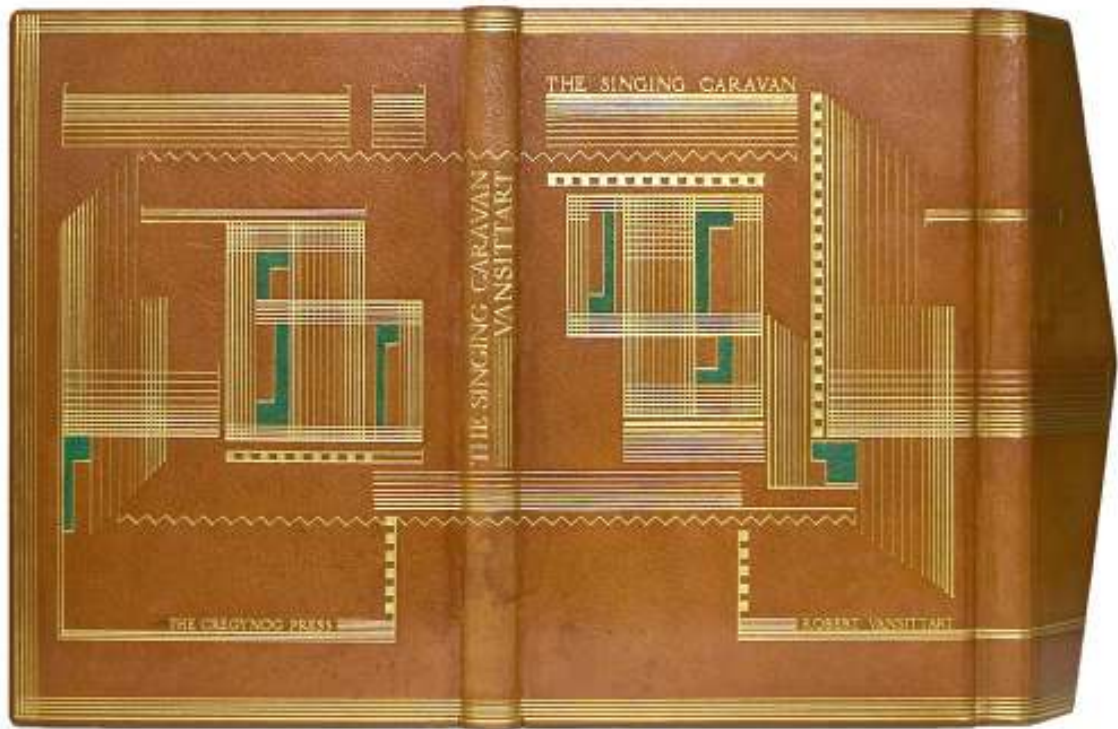 THE SINGING CARAVAN
THE SINGING CARAVAN
VANSITTART
THE GREGYNOG PRESS
ROBERT VANSITTART